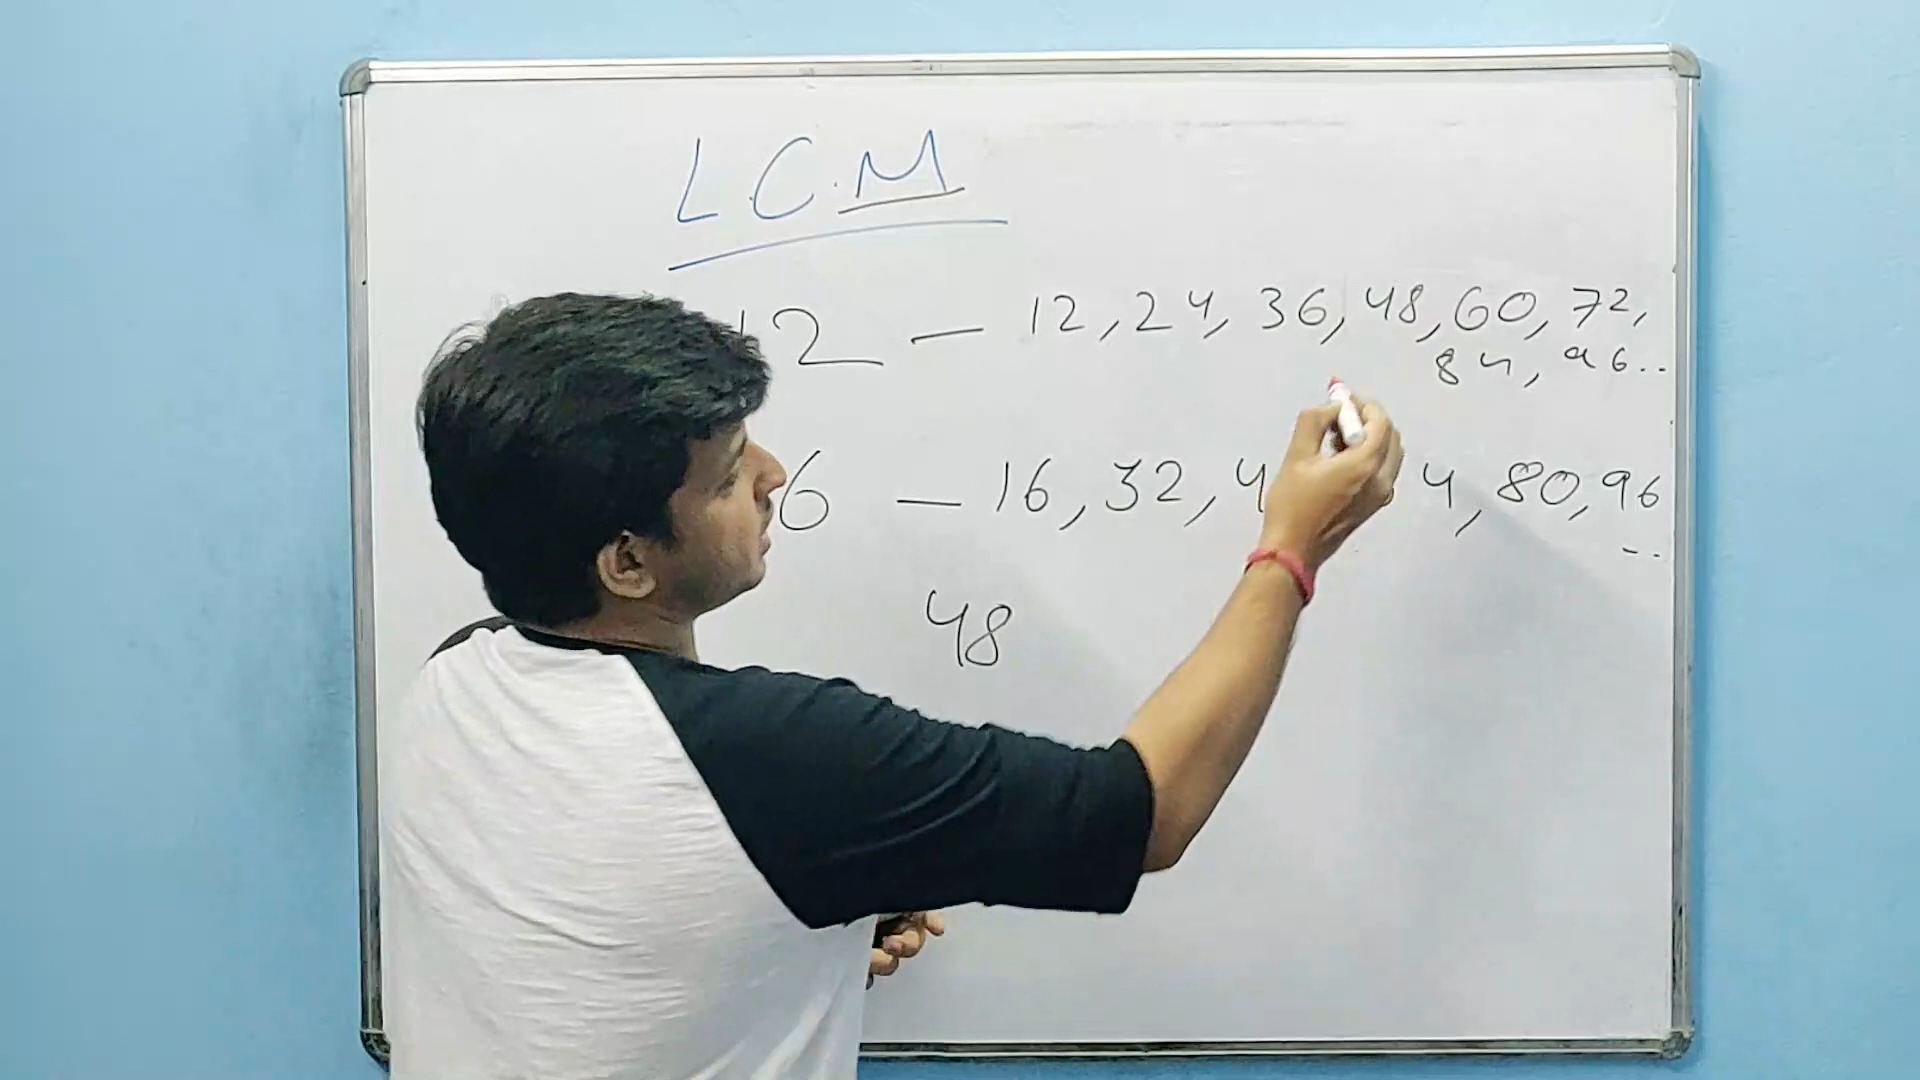 L.C.M
12 - 12, 24, 36, 48, 60, 72,
84, 96..
6 - 16, 32, 4 4, 80, 96
..
48